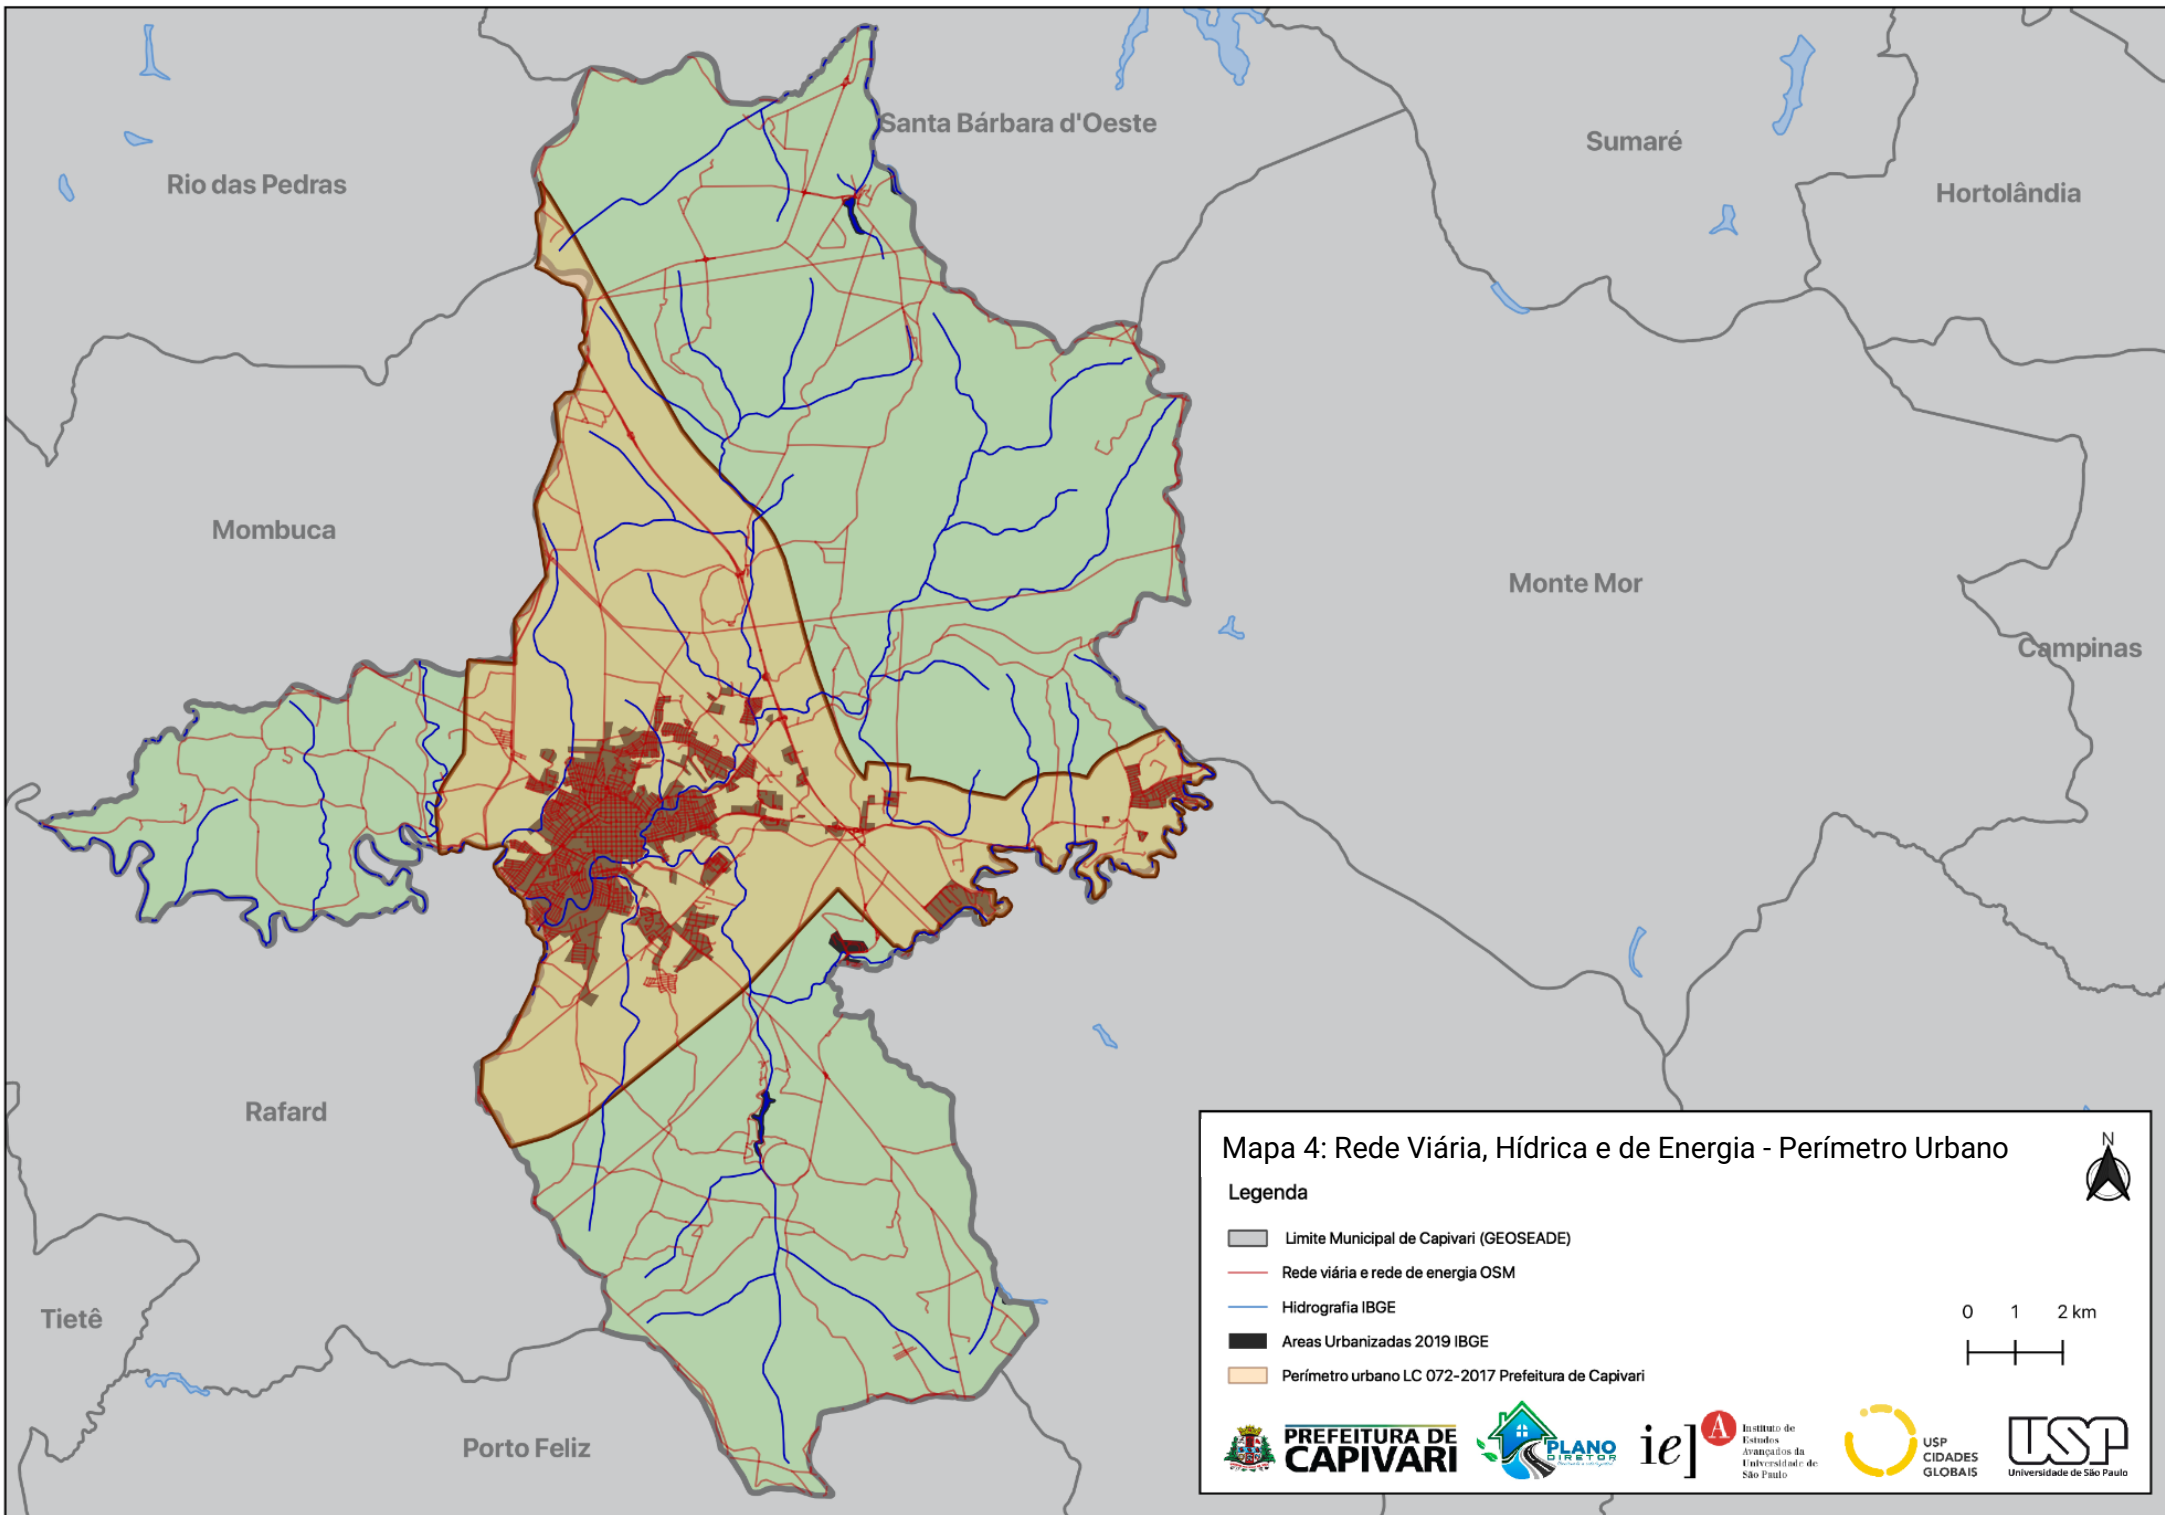 Santa Bárbara d'Oeste
Sumaré
Rio das Pedras
Hortolândia
Mombuca
Monte Mor
Campinas
Rafard
Tietê
Porto Feliz
Mapa 4: Rede Viária, Hídrica e de Energia - Perímetro Urbano
N
Legenda
Limite Municipal de Capivari (GEOSEADE)
Rede viária e rede de energia OSM
Hidrografia IBGE
Areas Urbanizadas 2019 IBGE
Perímetro urbano LC 072-2017 Prefeitura de Capivari
0 1 2 km
PREFEITURA DE
CAPIVARI
PLANO
DIRETOR
iea
A
Instituto de
Estudos
Avançados da
Universidade de
São Paulo
USP
CIDADES
GLOBAIS
USP
Universidade de São Paulo